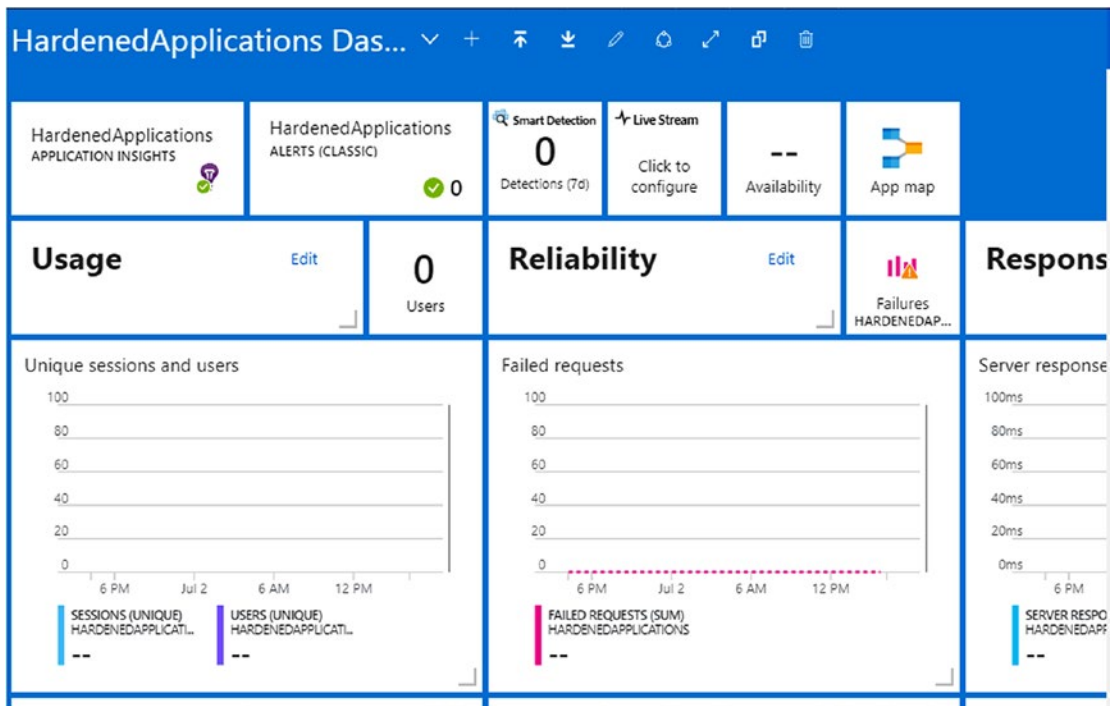 HardenedApplications Das...
HardenedApplications
APPLICATION INSIGHTS
HardenedApplications
ALERTS (CLASSIC)
0
Smart Detection
0
Detections (7d)
Live Stream
Click to
configure
--
Availability
App map
Usage
Edit
0
Users
Reliability
Edit
Failures
HARDENEDAP...
Respons
Unique sessions and users
100
80
60
40
20
0
6 PM
Jul 2
6 AM
12 PM
SESSIONS (UNIQUE)
HARDENEDAPPLICATI...
--
USERS (UNIQUE)
HARDENEDAPPLICATI...
--
Failed requests
100
80
60
40
20
0
6 PM
Jul 2
6 AM
12 PM
FAILED REQUESTS (SUM)
HARDENEDAPPLICATIONS
--
Server response
100ms
80ms
60ms
40ms
20ms
0ms
6 PM
SERVER RESPO
HARDENEDAPP
--